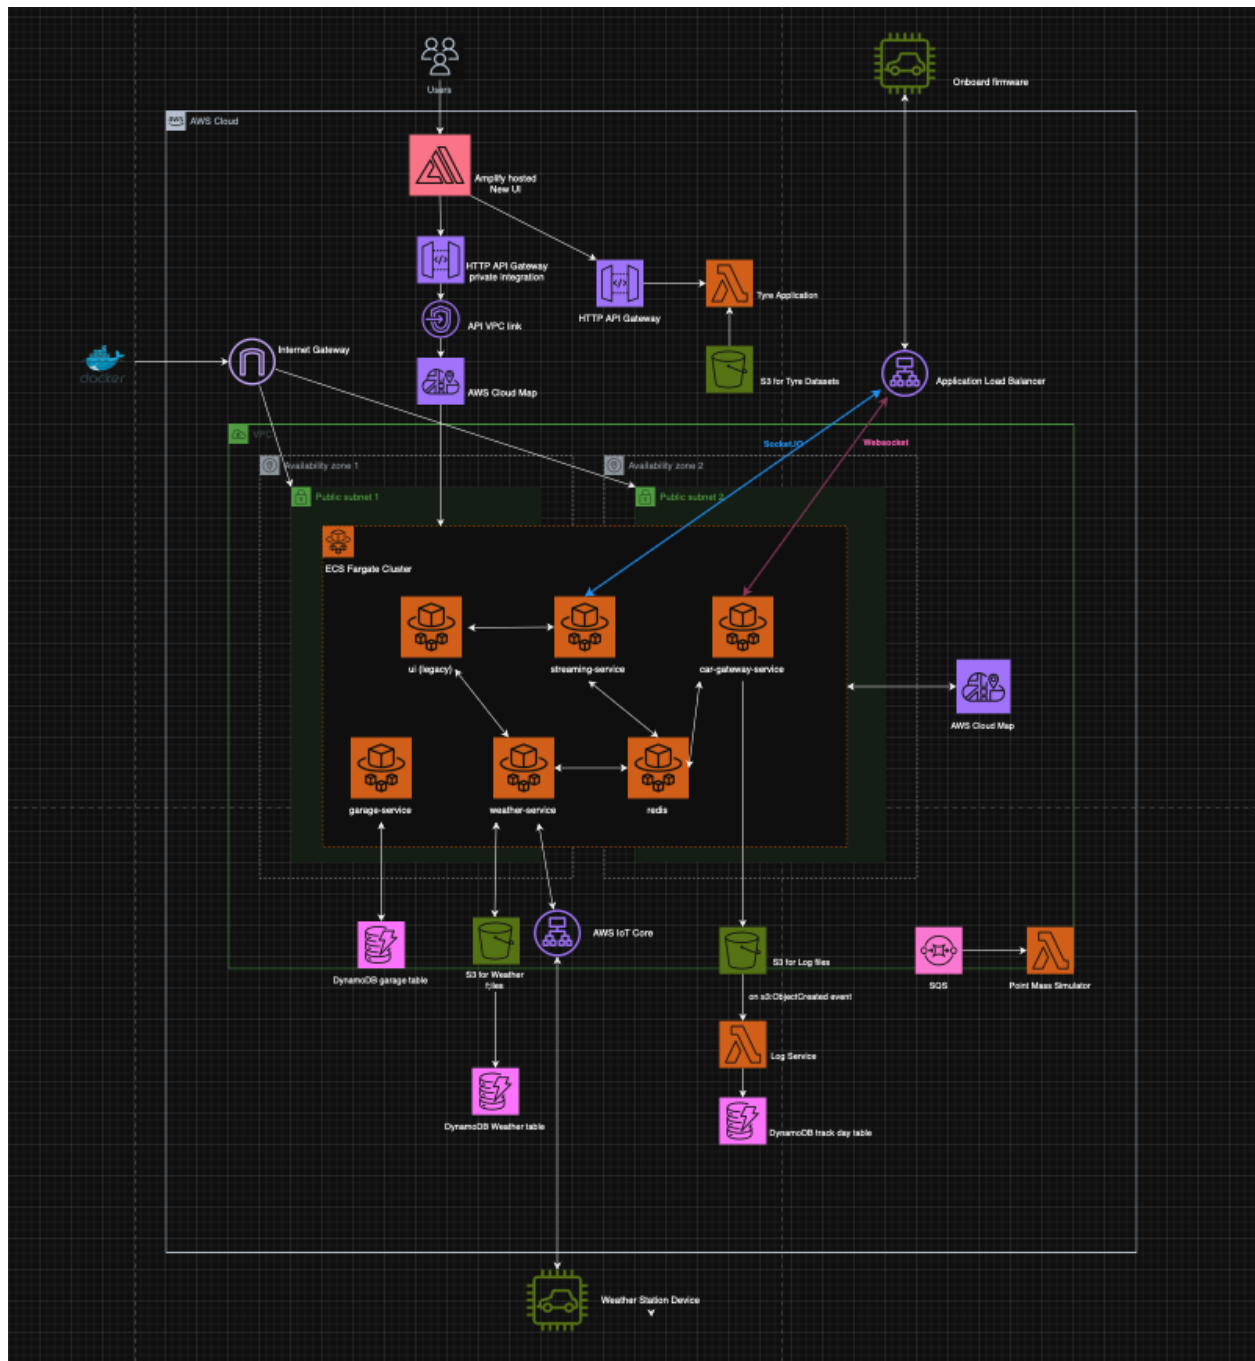 Users
Onboard firmware
aws
AWS Cloud
Amplify hosted
New UI
HTTP API Gateway
private integration
HTTP API Gateway
Tyre Application
API VPC link
Internet Gateway
docker
AWS Cloud Map
S3 for Tyre Datasets
Application Load Balancer
VPC
Socket.IO
Websocket
Availability zone 1
Availability zone 2
Public subnet 1
Public subnet 2
ECS Fargate Cluster
ui (legacy)
streaming-service
car-gateway-service
AWS Cloud Map
garage-service
weather-service
redis
AWS IoT Core
DynamoDB garage table
S3 for Weather
files
S3 for Log files
SQS
Point Mass Simulator
on s3:ObjectCreated event
Log Service
DynamoDB Weather table
DynamoDB track day table
Weather Station Device